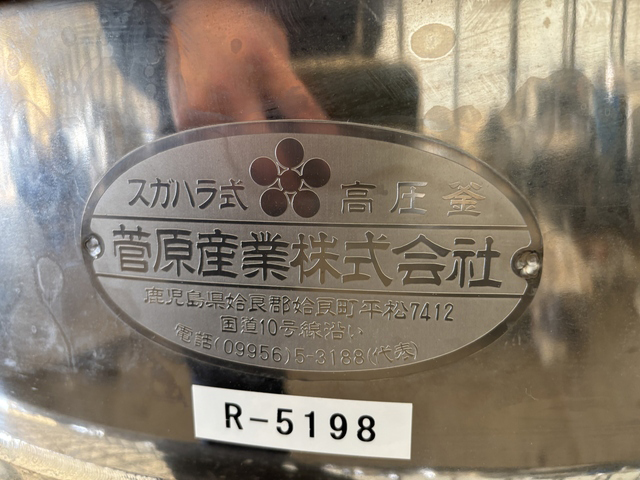 スガハラ式 高圧釜
菅原産業株式会社
鹿児島県姶良郡姶良町平松7412
国道10号線沿い
電話(09956)5-3188(代表)
R-5198